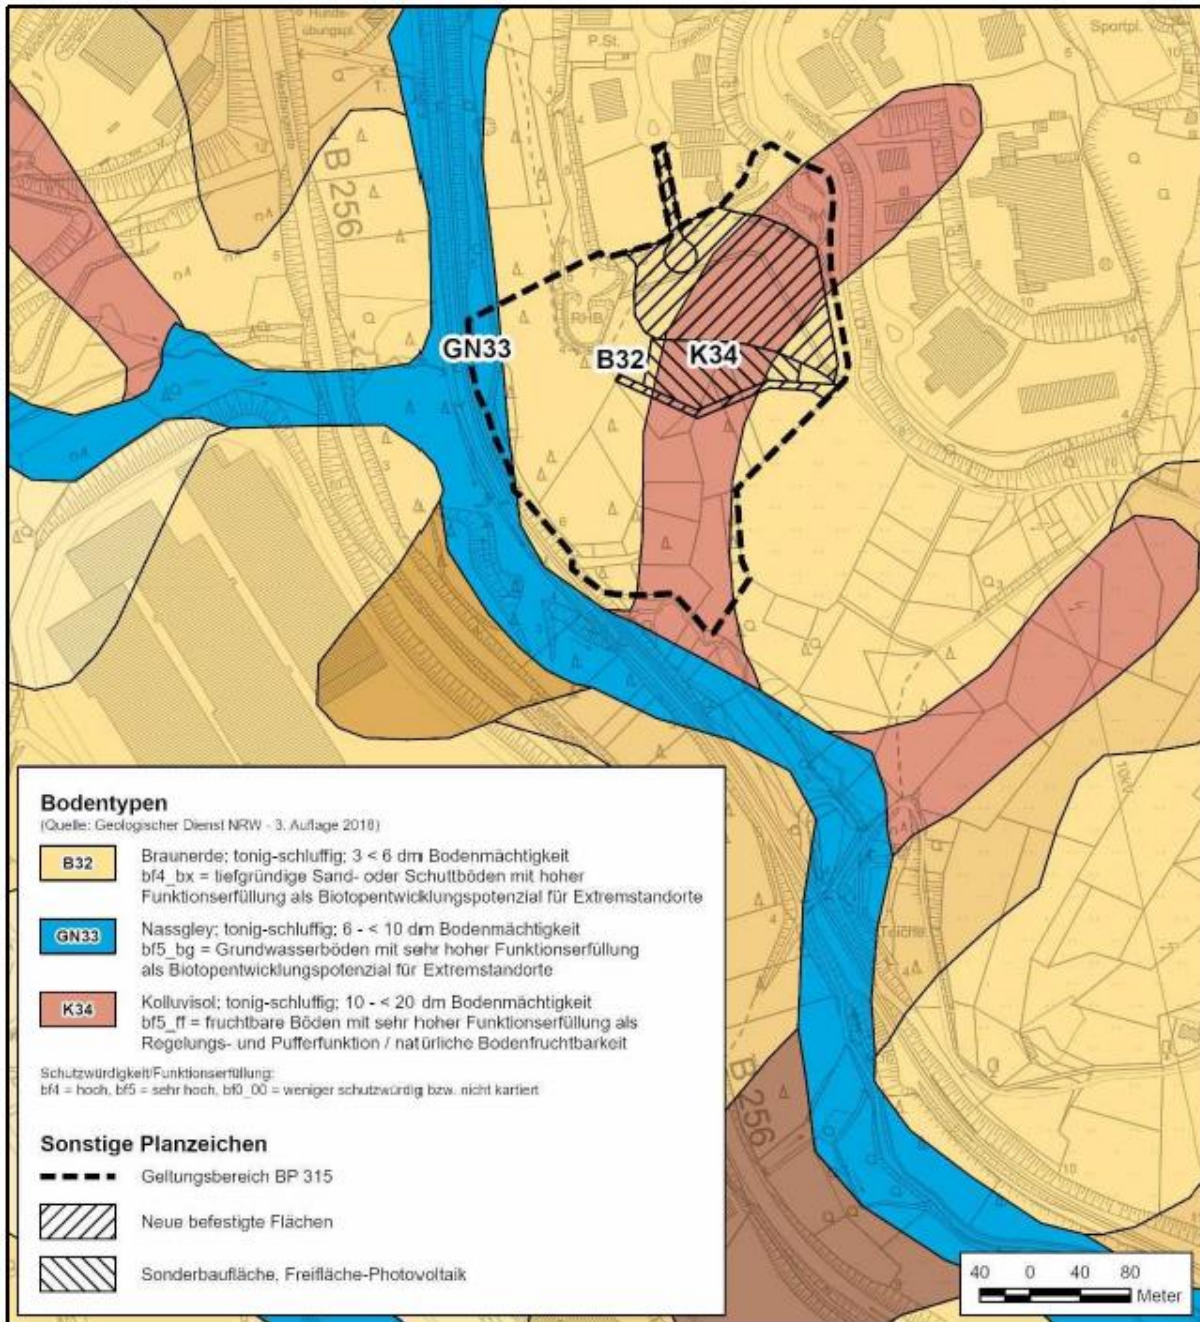 Hunde-
übungspl.
P.St.
Sportpl.
B 256
RHB
GN33
B32
K34
10kV
Teiche
B 256
Bodentypen
(Quelle: Geologischer Dienst NRW - 3. Auflage 2018)
B32
Braunerde; tonig-schluffig; 3 < 6 dm Bodenmächtigkeit
bf4_bx = tiefgründige Sand- oder Schuttböden mit hoher
Funktionserfüllung als Biotopentwicklungspotenzial für Extremstandorte
GN33
Nassgley; tonig-schluffig; 6 - < 10 dm Bodenmächtigkeit
bf5_bg = Grundwasserböden mit sehr hoher Funktionserfüllung
als Biotopentwicklungspotenzial für Extremstandorte
K34
Kolluvisol; tonig-schluffig; 10 - < 20 dm Bodenmächtigkeit
bf5_ff = fruchtbare Böden mit sehr hoher Funktionserfüllung als
Regelungs- und Pufferfunktion / natürliche Bodenfruchtbarkeit
Schutzwürdigkeit/Funktionserfüllung:
bf4 = hoch, bf5 = sehr hoch, bf0_00 = weniger schutzwürdig bzw. nicht kartiert
Sonstige Planzeichen
Geltungsbereich BP 315
Neue befestigte Flächen
Sonderbaufläche, Freifläche-Photovoltaik
40 0 40 80
Meter